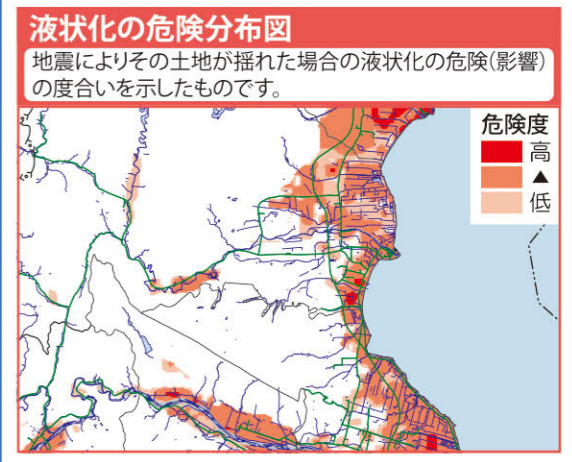 液状化の危険分布図
地震によりその土地が揺れた場合の液状化の危険(影響)
の度合いを示したものです。
危険度
高
▲
低